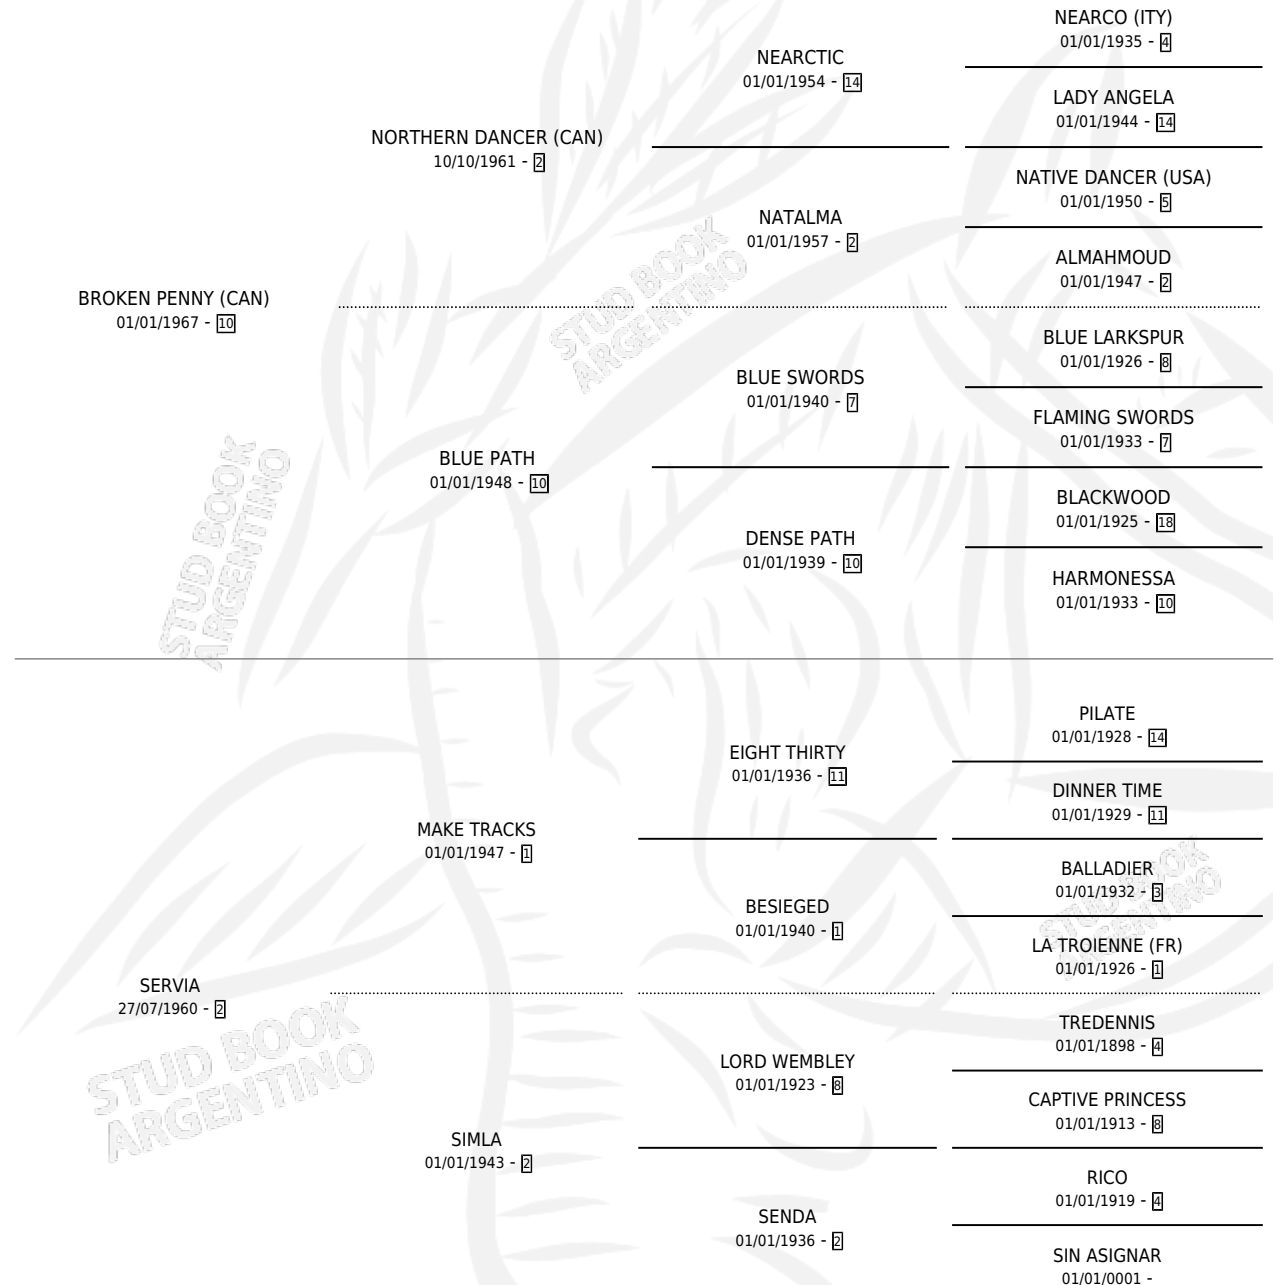 NEARCO (ITY)
01/01/1935 - 4
NEARCTIC
01/01/1954 - 14
LADY ANGELA
01/01/1944 - 14
NORTHERN DANCER (CAN)
10/10/1961 - 2
NATIVE DANCER (USA)
01/01/1950 - 5
NATALMA
01/01/1957 - 2
ALMAHMOUD
01/01/1947 - 2
BROKEN PENNY (CAN)
01/01/1967 - 10
STUD BOOK
ARGENTINO
BLUE LARKSPUR
01/01/1926 - 8
BLUE SWORDS
01/01/1940 - 7
FLAMING SWORDS
01/01/1933 - 7
BLUE PATH
01/01/1948 - 10
BLACKWOOD
01/01/1925 - 18
DENSE PATH
01/01/1939 - 10
HARMONESSA
01/01/1933 - 10
STUD BOOK
ARGENTINO
PILATE
01/01/1928 - 14
EIGHT THIRTY
01/01/1936 - 11
DINNER TIME
01/01/1929 - 11
MAKE TRACKS
01/01/1947 - 1
BALLADIER
01/01/1932 - 3
BESIEGED
01/01/1940 - 1
LA TROIENNE (FR)
01/01/1926 - 1
STUD BOOK
ARGENTINO
SERVIA
27/07/1960 - 2
TREDENNIS
01/01/1898 - 4
LORD WEMBLEY
01/01/1923 - 8
CAPTIVE PRINCESS
01/01/1913 - 8
STUD BOOK
ARGENTINO
SIMLA
01/01/1943 - 2
RICO
01/01/1919 - 4
SENDA
01/01/1936 - 2
SIN ASIGNAR
01/01/0001 -